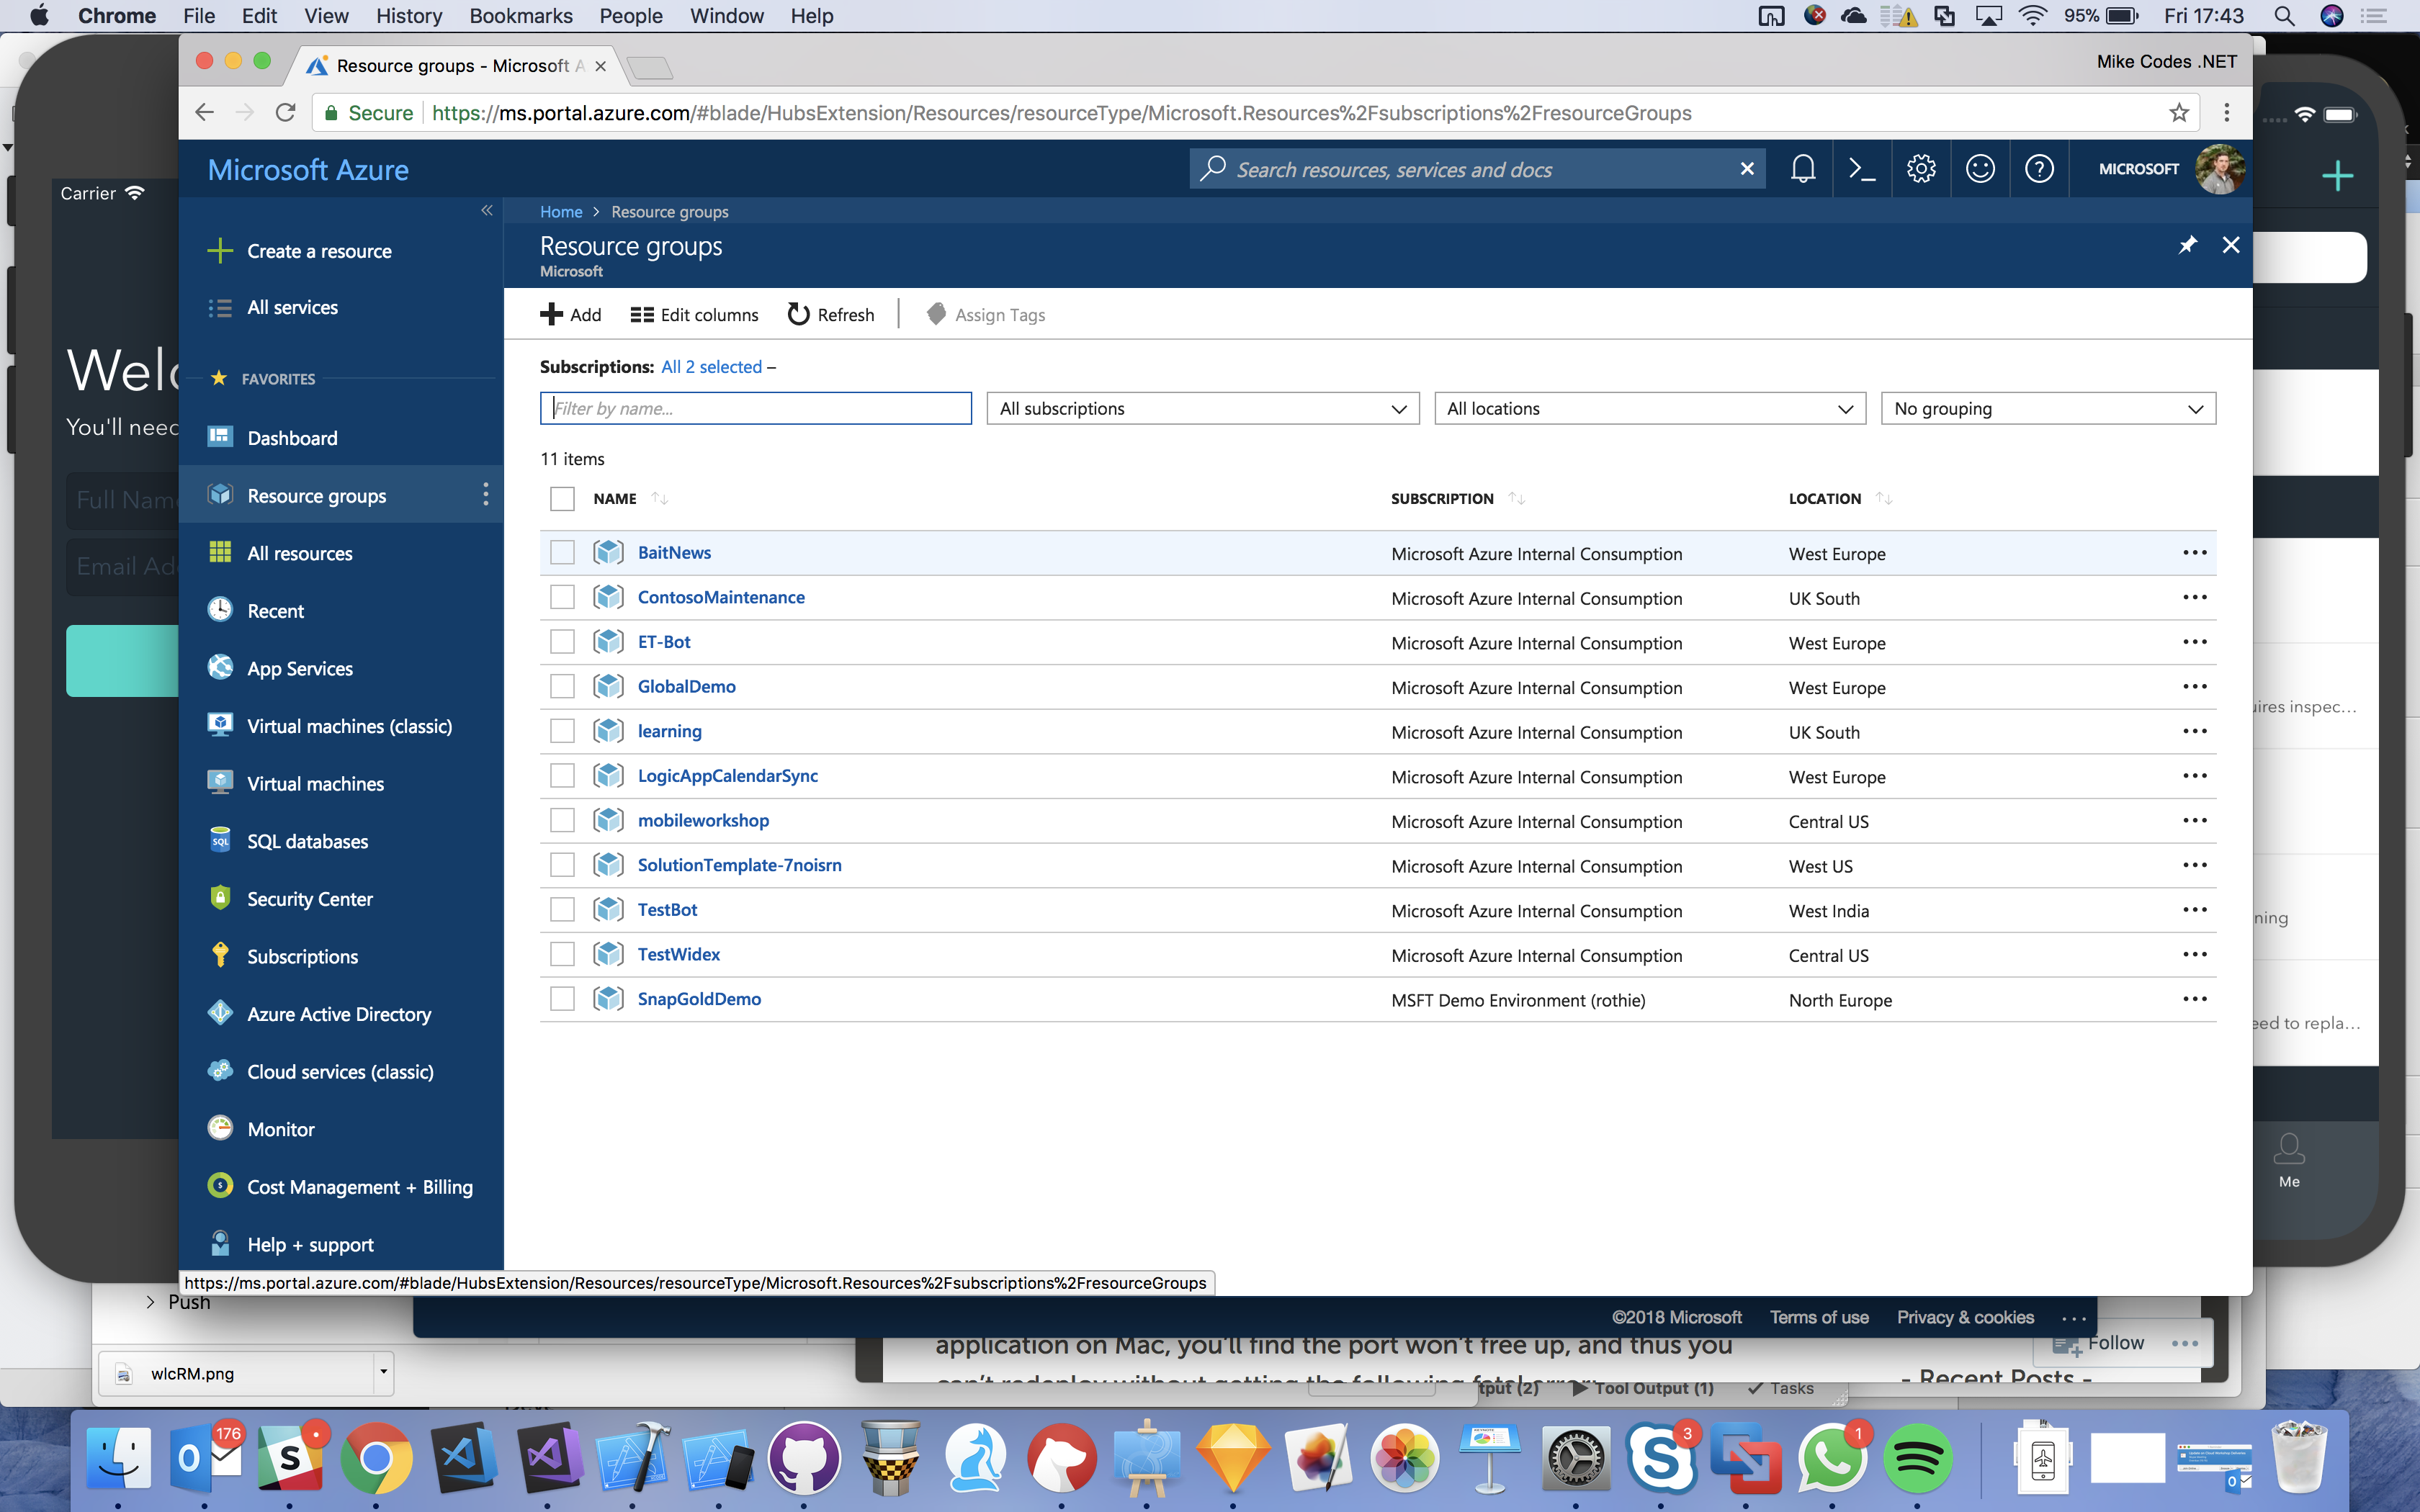 Chrome File Edit View History Bookmarks People Window Help 95% Fri 17:43
Resource groups - Microsoft A
Mike Codes .NET
Secure https://ms.portal.azure.com/#blade/HubsExtension/Resources/resourceType/Microsoft.Resources%2Fsubscriptions%2FresourceGroups
Microsoft Azure
Search resources, services and docs
MICROSOFT
Carrier
Home > Resource groups
Resource groups
Microsoft
Create a resource
All services
FAVORITES
Dashboard
Resource groups
All resources
Recent
App Services
Virtual machines (classic)
Virtual machines
SQL databases
Security Center
Subscriptions
Azure Active Directory
Cloud services (classic)
Monitor
Cost Management + Billing
Help + support
Add Edit columns Refresh Assign Tags
Subscriptions: All 2 selected –
Filter by name... All subscriptions All locations No grouping
11 items
NAME SUBSCRIPTION LOCATION
BaitNews Microsoft Azure Internal Consumption West Europe
ContosoMaintenance Microsoft Azure Internal Consumption UK South
ET-Bot Microsoft Azure Internal Consumption West Europe
GlobalDemo Microsoft Azure Internal Consumption West Europe
learning Microsoft Azure Internal Consumption UK South
LogicAppCalendarSync Microsoft Azure Internal Consumption West Europe
mobileworkshop Microsoft Azure Internal Consumption Central US
SolutionTemplate-7noisrn Microsoft Azure Internal Consumption West US
TestBot Microsoft Azure Internal Consumption West India
TestWidex Microsoft Azure Internal Consumption Central US
SnapGoldDemo MSFT Demo Environment (rothie) North Europe
https://ms.portal.azure.com/#blade/HubsExtension/Resources/resourceType/Microsoft.Resources%2Fsubscriptions%2FresourceGroups
Welc
You'll need
Full Nam
Email Ad
uires inspec...
ning
eed to repla...
Me
Push
©2018 Microsoft Terms of use Privacy & cookies
application on Mac, you'll find the port won't free up, and thus you
Follow
- Recent Posts -
can't redeploy without getting the following fatal error:
tput (2) Tool Output (1) Tasks
wlcRM.png
176
3
1